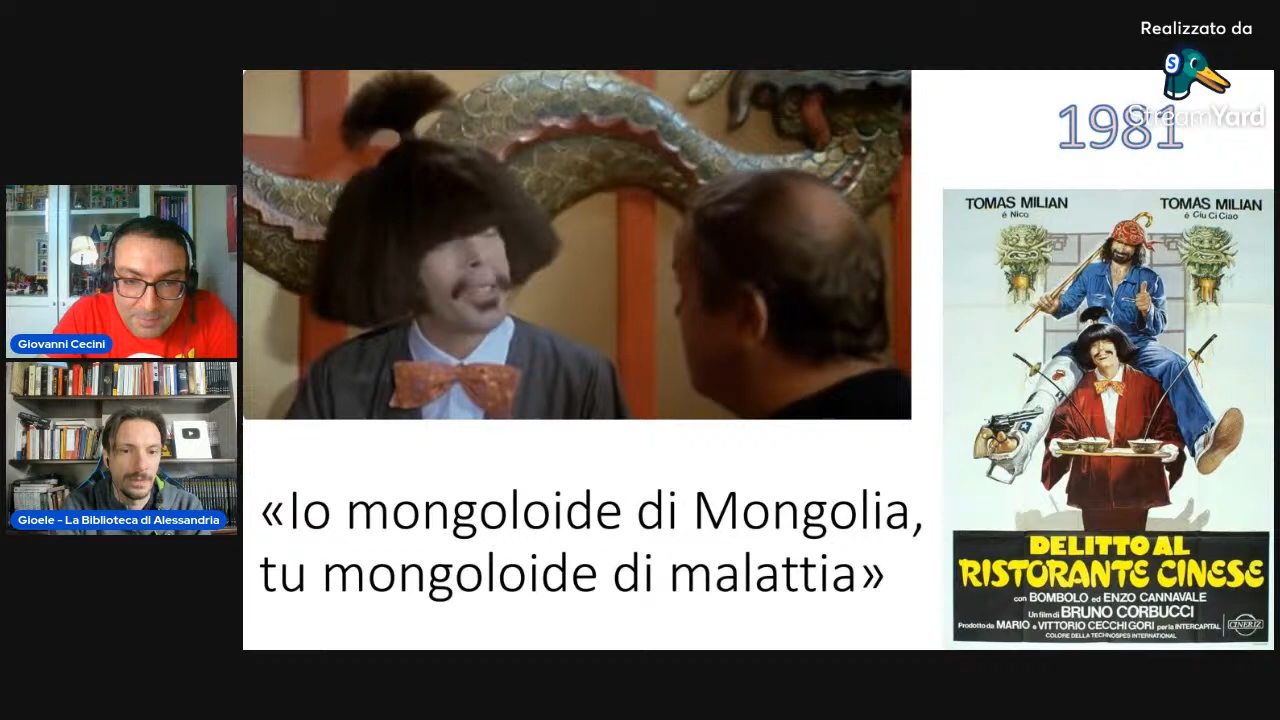 Realizzato da
StreamYard
1981
TOMAS MILIAN
è Nico
TOMAS MILIAN
è Ciu Ci Ciao
Giovanni Cecini
Gioele - La Biblioteca di Alessandria
«Io mongoloide di Mongolia,
tu mongoloide di malattia»
DELITTO AL
RISTORANTE CINESE
con BOMBOLO ed ENZO CANNAVALE
Un film di BRUNO CORBUCCI
Prodotto da MARIO e VITTORIO CECCHI GORI per la INTERCAPITAL
CINERIZ
COLORE DELLA TECHNOSPES INTERNATIONAL